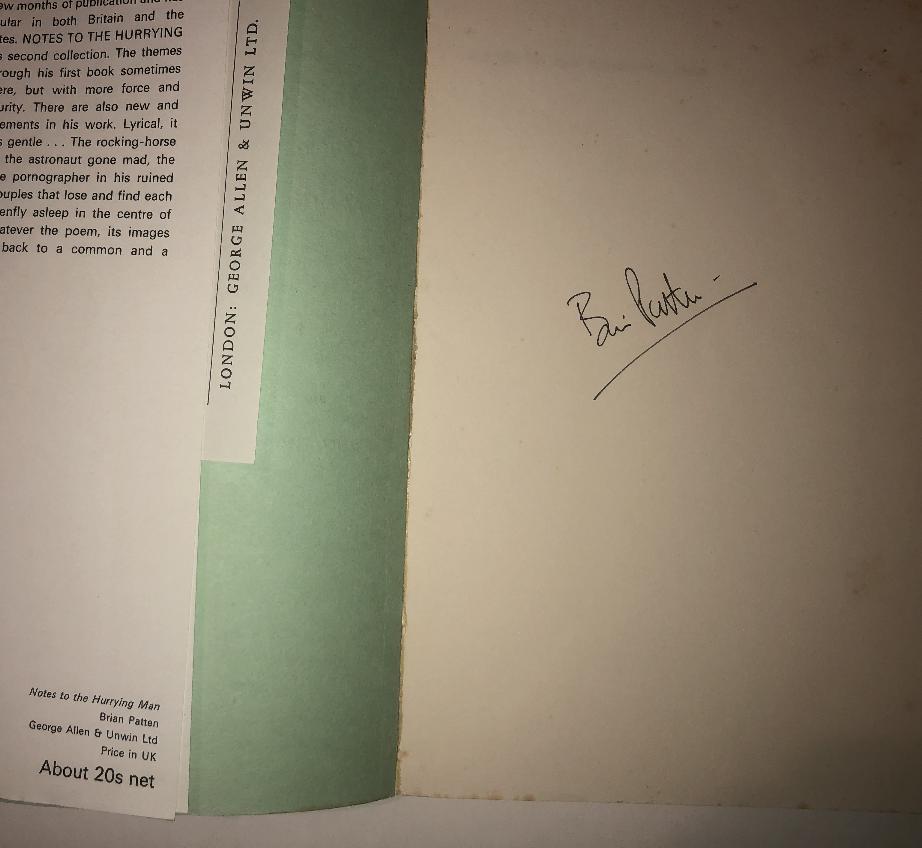 ew months of publication and has
ular in both Britain and the
tes. NOTES TO THE HURRYING
s second collection. The themes
rough his first book sometimes
ere, but with more force and
urity. There are also new and
ements in his work. Lyrical, it
s gentle . . . The rocking-horse
the astronaut gone mad, the
e pornographer in his ruined
ouples that lose and find each
enfly asleep in the centre of
atever the poem, its images
back to a common and a
Notes to the Hurrying Man
Brian Patten
George Allen & Unwin Ltd
Price in UK
About 20s net
LONDON: GEORGE ALLEN & UNWIN LTD.
Brian Patten